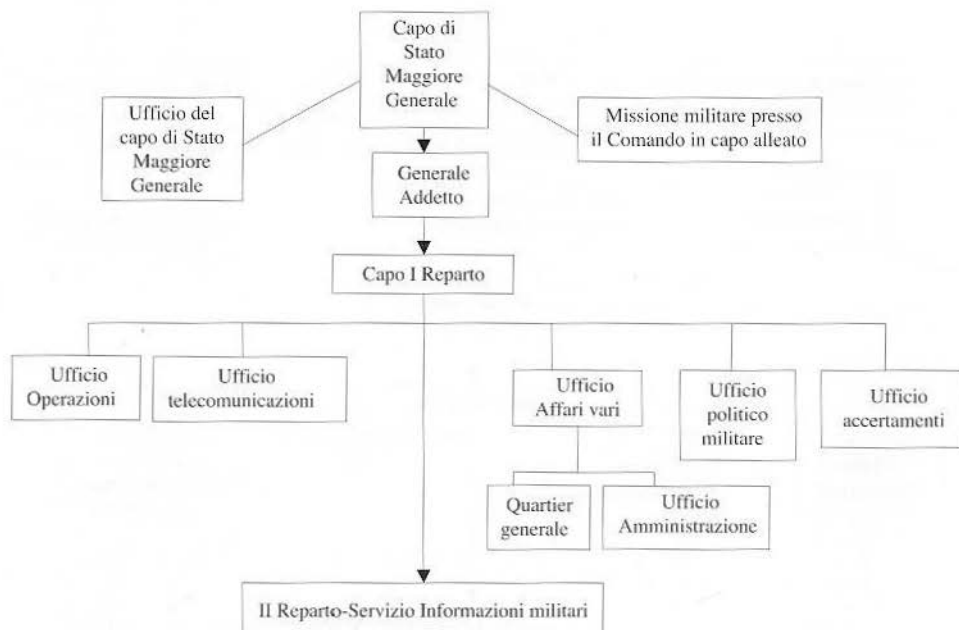 Capo di
Stato
Maggiore
Generale
Ufficio del
capo di Stato
Maggiore
Generale
Missione militare presso
il Comando in capo alleato
Generale
Addetto
Capo I Reparto
Ufficio
Operazioni
Ufficio
telecomunicazioni
Ufficio
Affari vari
Ufficio
politico
militare
Ufficio
accertamenti
Quartier
generale
Ufficio
Amministrazione
II Reparto-Servizio Informazioni militari